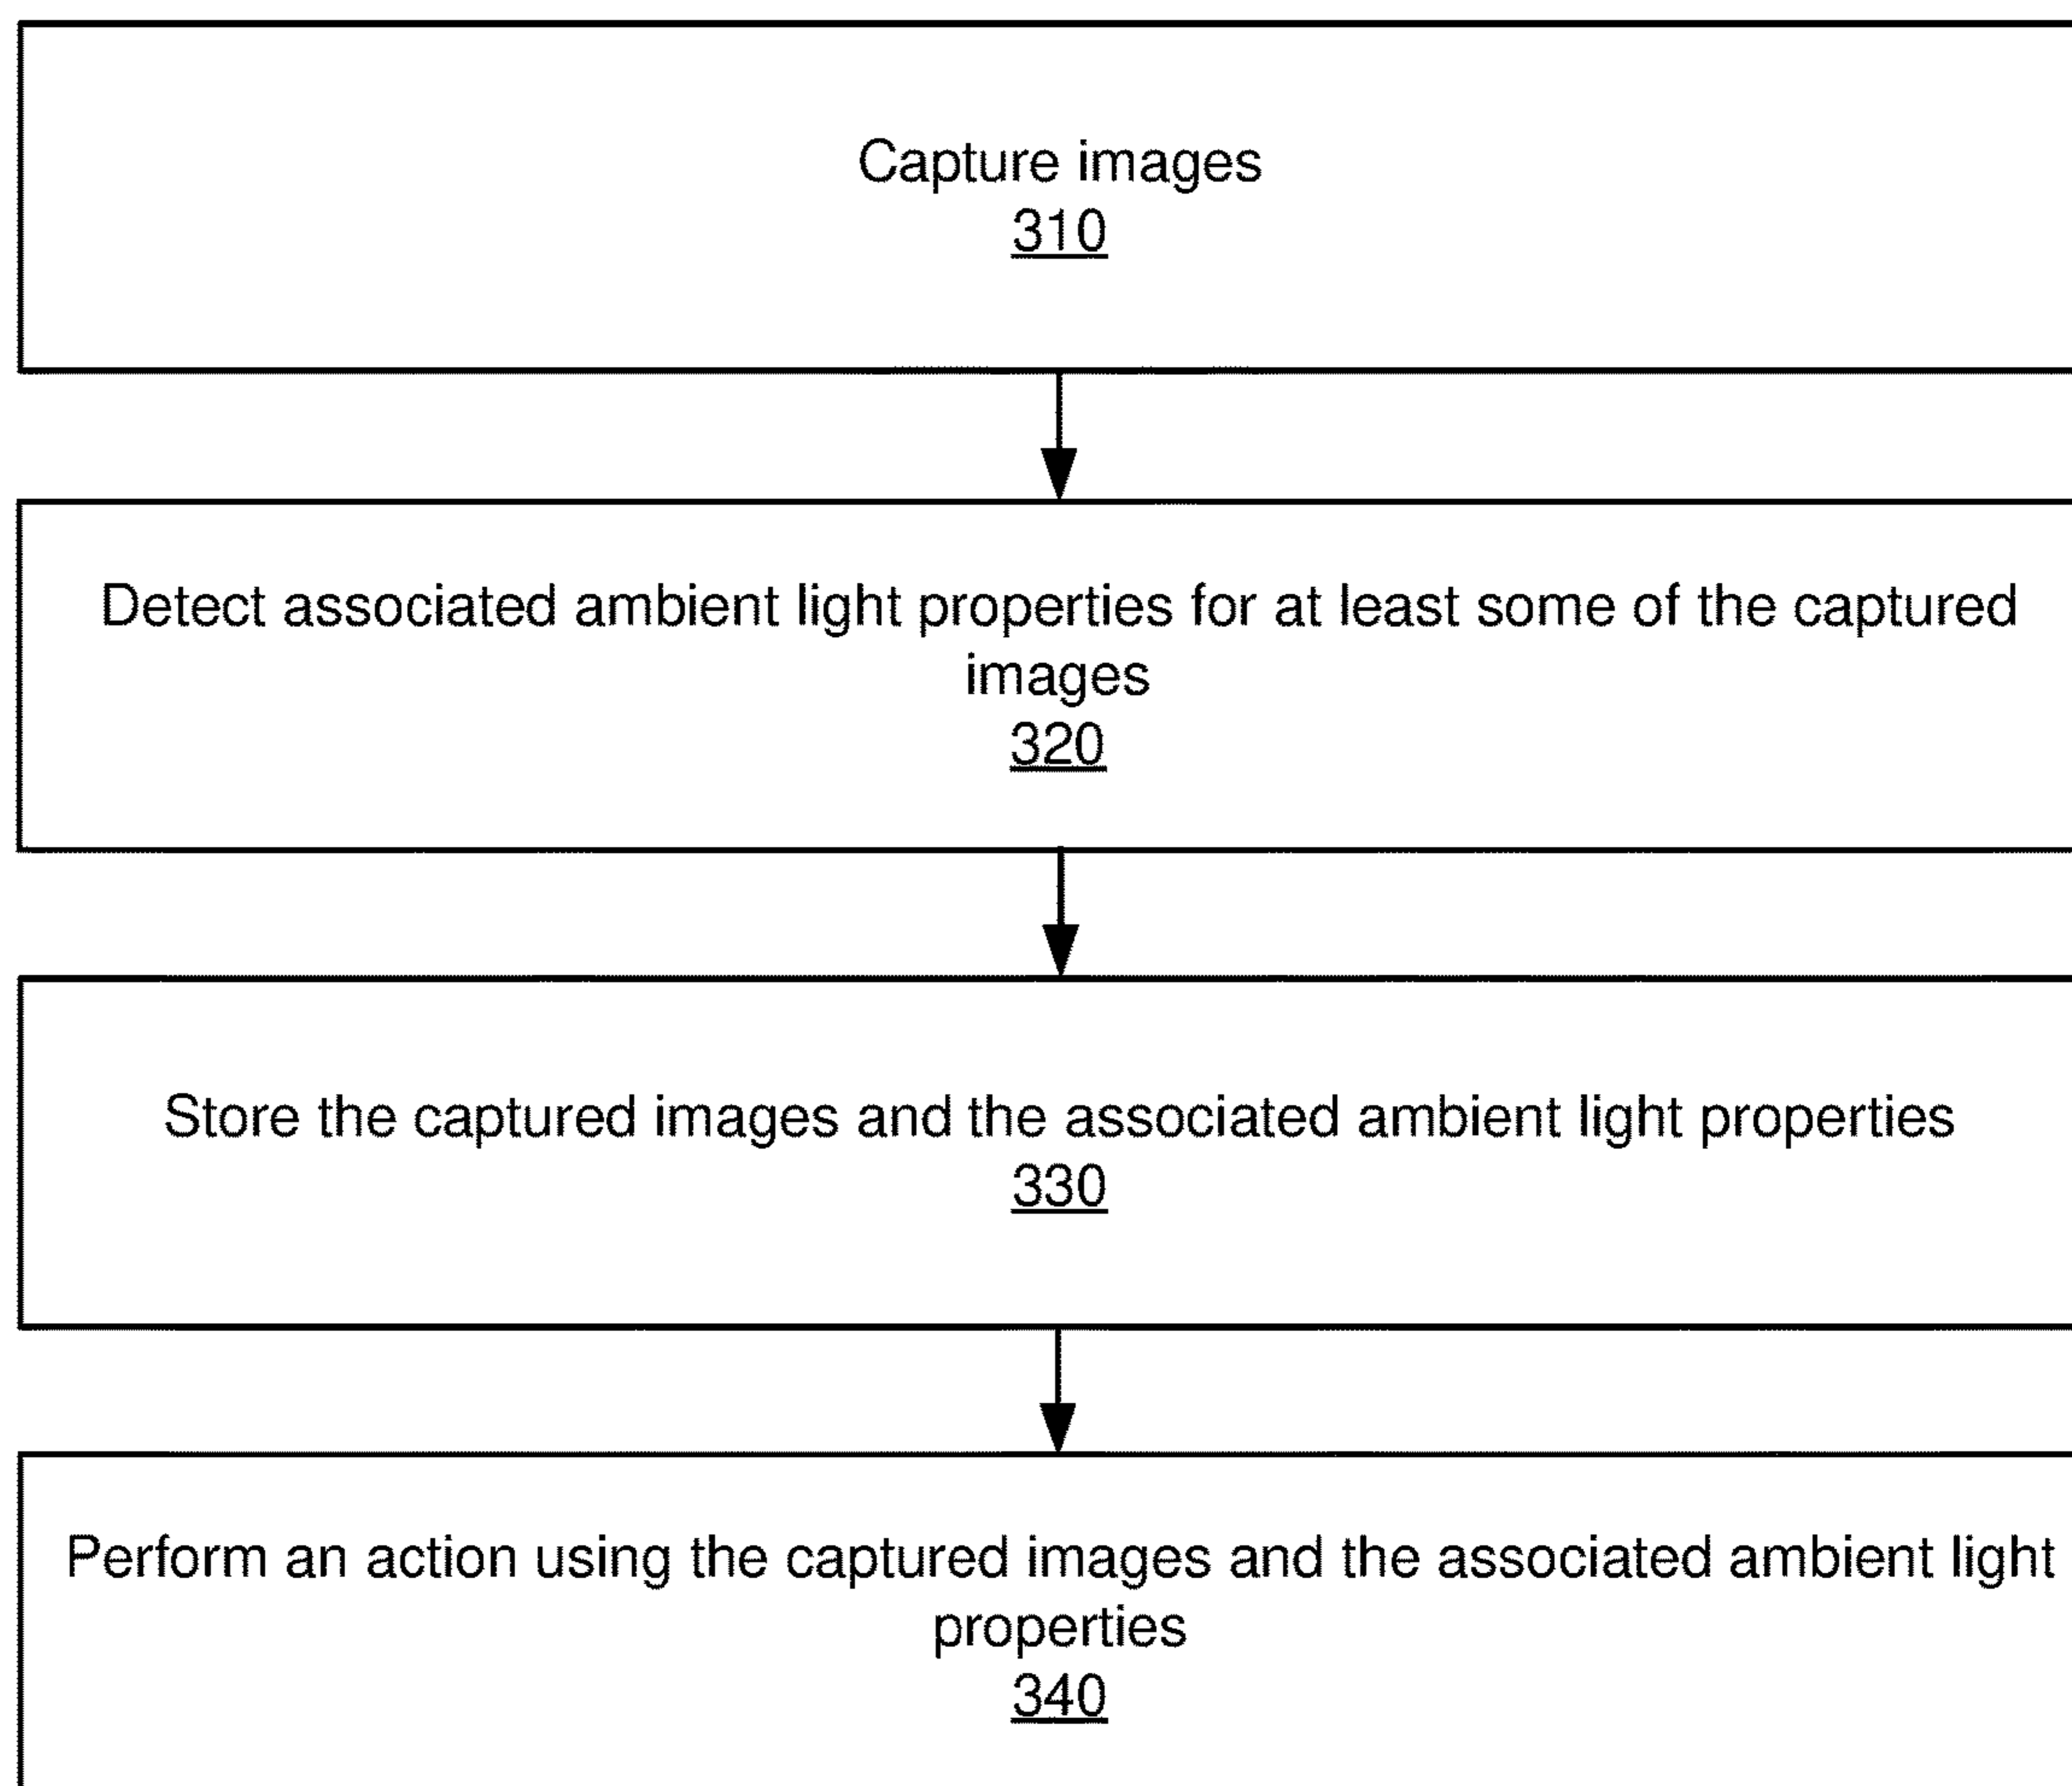 Capture images
310
Detect associated ambient light properties for at least some of the captured
images
320
Store the captured images and the associated ambient light properties
330
Perform an action using the captured images and the associated ambient light
properties
340